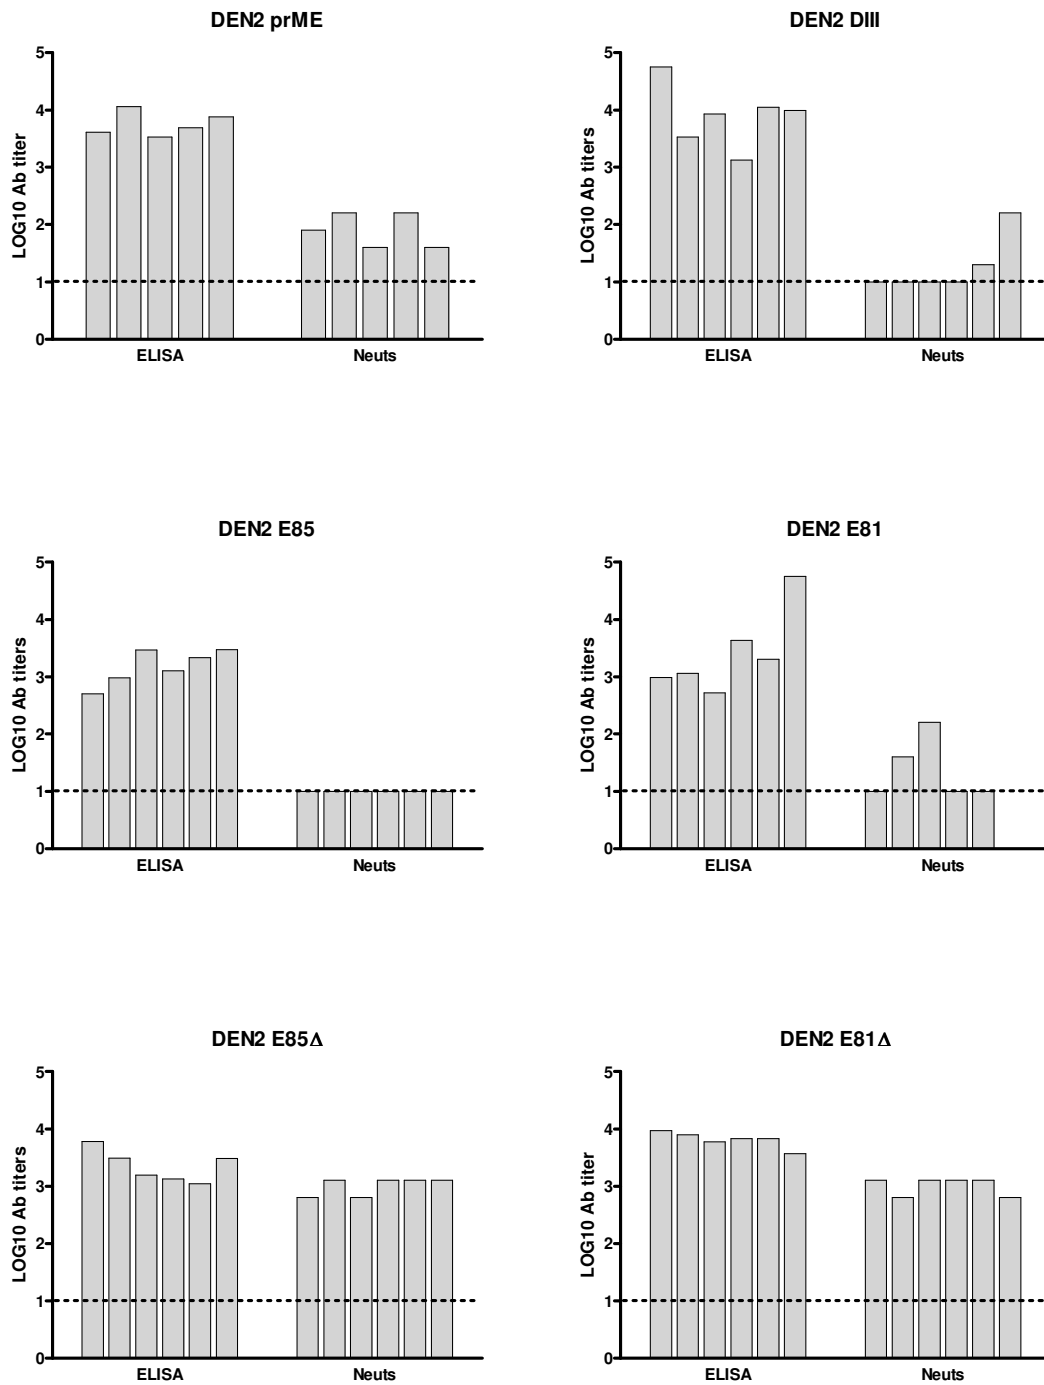 DEN2 prME
LOG10 Ab titer
5
4
3
2
1
0
ELISA Neuts
DEN2 DIII
LOG10 Ab titers
5
4
3
2
1
0
ELISA Neuts
DEN2 E85
LOG10 Ab titers
5
4
3
2
1
0
ELISA Neuts
DEN2 E81
LOG10 Ab titers
5
4
3
2
1
0
ELISA Neuts
DEN2 E85Δ
LOG10 Ab titers
5
4
3
2
1
0
ELISA Neuts
DEN2 E81Δ
LOG10 Ab titer
5
4
3
2
1
0
ELISA Neuts